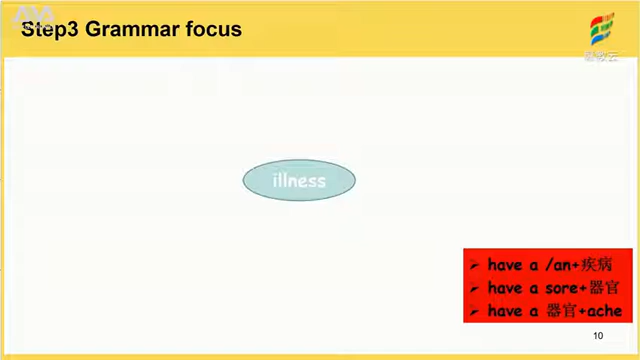 Step3 Grammar focus
illness
have a /an+疾病
have a sore+器官
have a 器官+ache
10